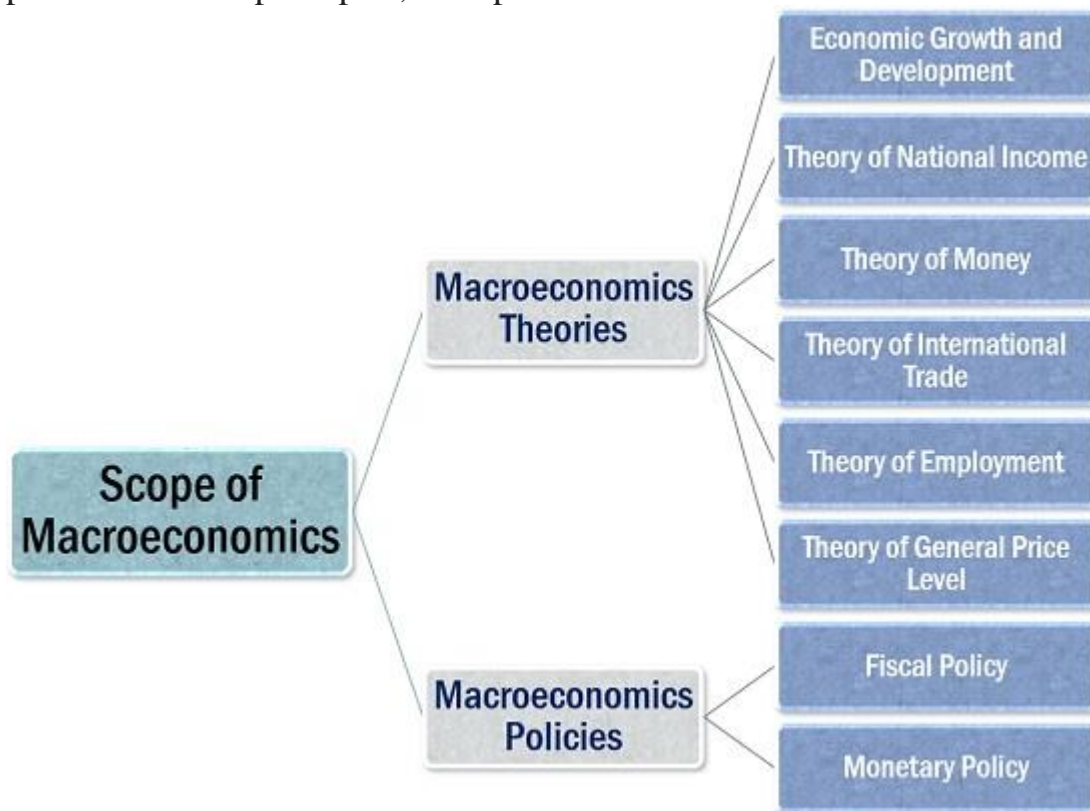 Economic Growth and
Development
Theory of National Income
Theory of Money
Macroeconomics
Theories
Theory of International
Trade
Theory of Employment
Scope of
Macroeconomics
Theory of General Price
Level
Fiscal Policy
Macroeconomics
Policies
Monetary Policy